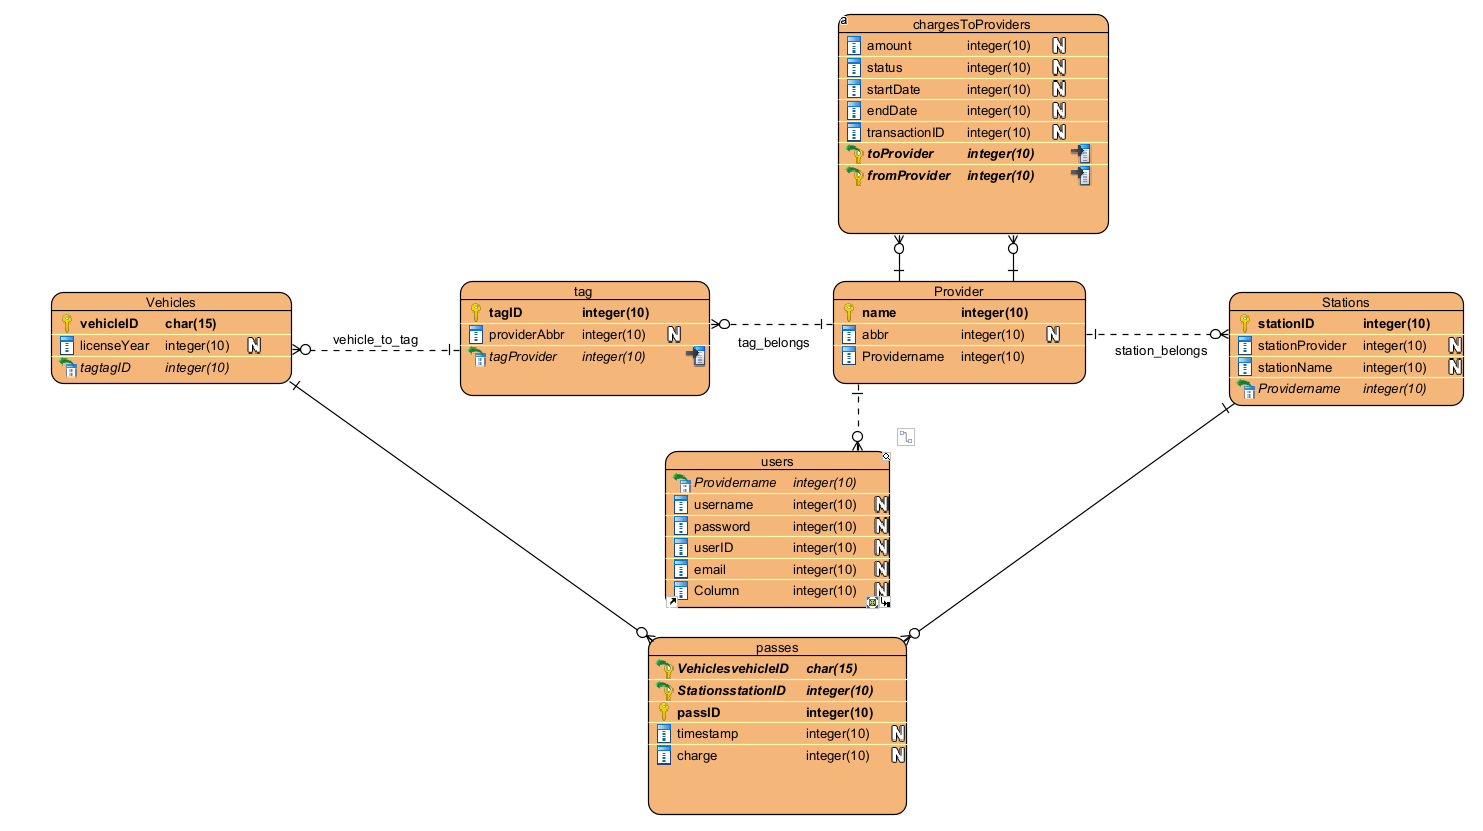 a
chargesToProviders
amount integer(10) N
status integer(10) N
startDate integer(10) N
endDate integer(10) N
transactionID integer(10) N
toProvider integer(10)
fromProvider integer(10)
Vehicles
vehicleID char(15)
licenseYear integer(10) N
tagtagID integer(10)
vehicle_to_tag
tag
tagID integer(10)
providerAbbr integer(10) N
tagProvider integer(10)
tag_belongs
Provider
name integer(10)
abbr integer(10) N
Providername integer(10)
station_belongs
Stations
stationID integer(10)
stationProvider integer(10) N
stationName integer(10) N
Providername integer(10)
users
Providername integer(10)
username integer(10) N
password integer(10) N
userID integer(10) N
email integer(10) N
Column integer(10) N
passes
VehiclesvehicleID char(15)
StationsstationID integer(10)
passID integer(10)
timestamp integer(10) N
charge integer(10) N